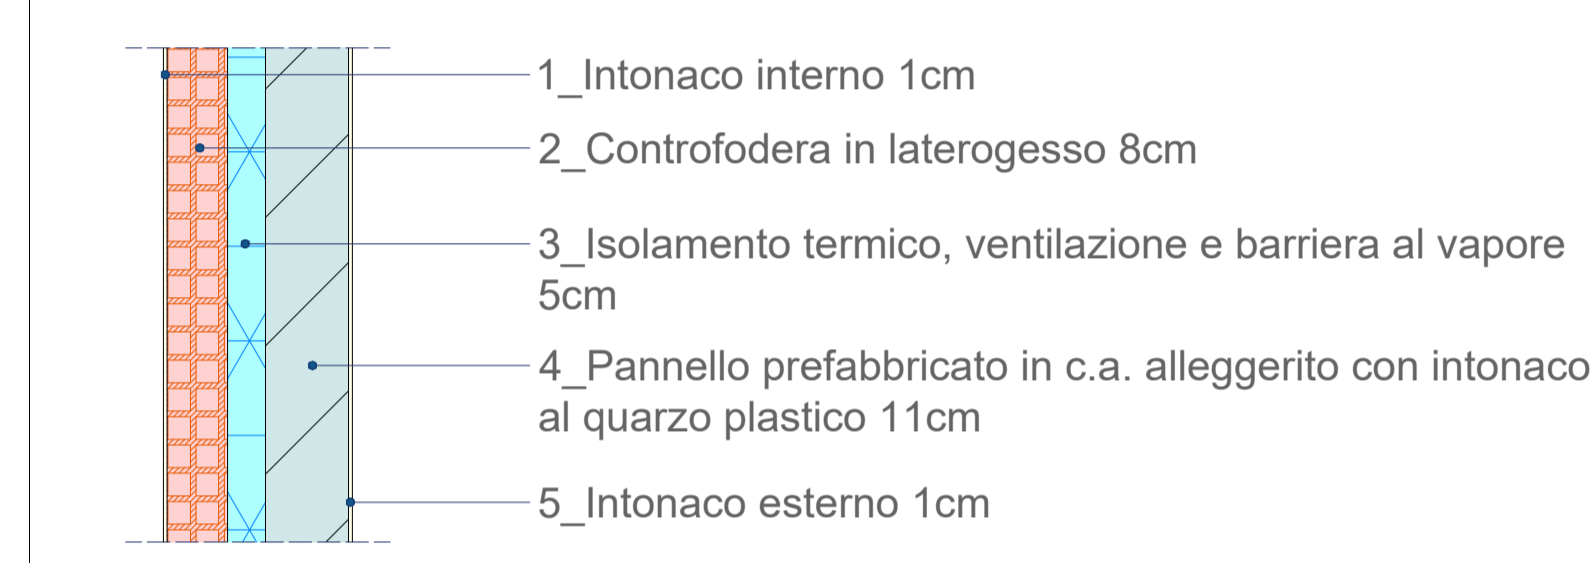 1_Intonaco interno 1cm
2_Controfodera in laterogesso 8cm
3_Isolamento termico, ventilazione e barriera al vapore
5cm
4_Pannello prefabbricato in c.a. alleggerito con intonaco
al quarzo plastico 11cm
5_Intonaco esterno 1cm